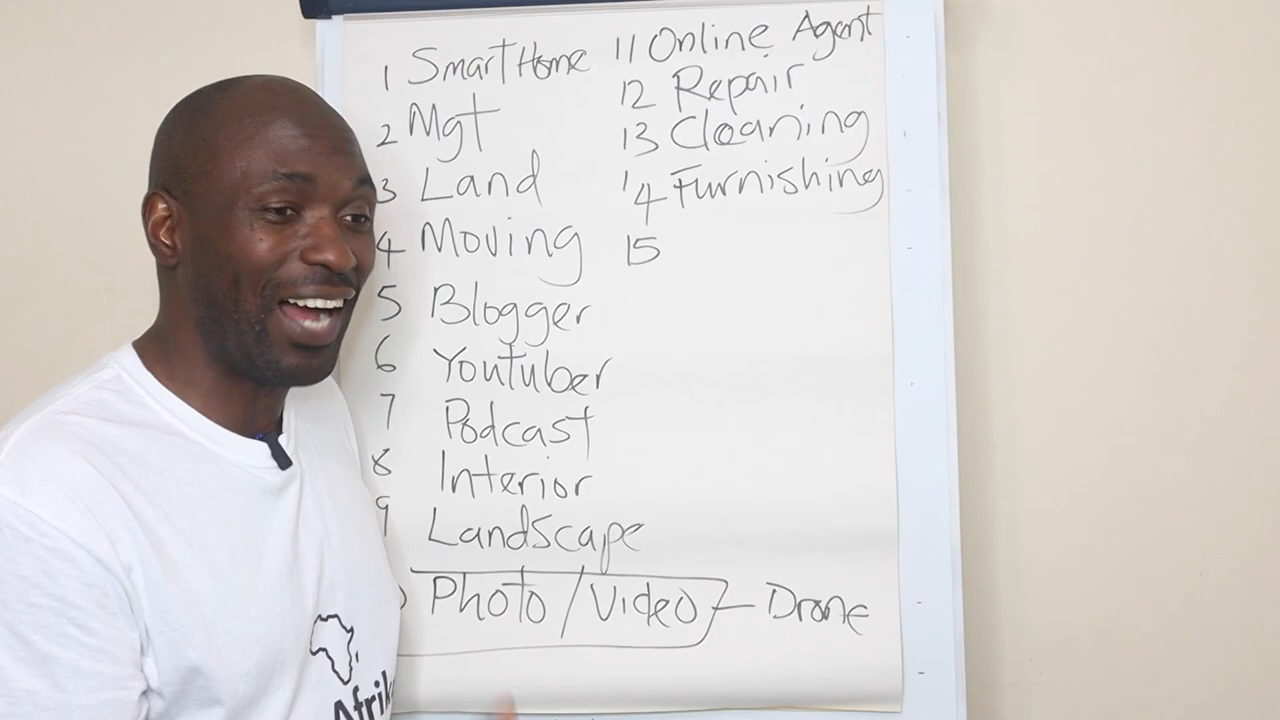 1 Smart Home
2 Mgt
3 Land
4 Moving
5 Blogger
6 Youtuber
7 Podcast
8 Interior
9 Landscape
Photo / Video - Drone
11 Online Agent
12 Repair
13 Cleaning
14 Furnishing
15